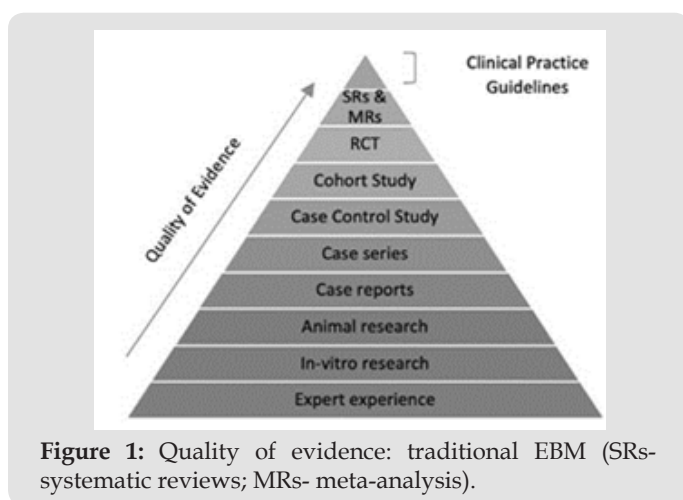 Clinical Practice
Guidelines
Quality of Evidence
SRs &
MRs
RCT
Cohort Study
Case Control Study
Case series
Case reports
Animal research
In-vitro research
Expert experience
Figure 1: Quality of evidence: traditional EBM (SRs-
systematic reviews; MRs- meta-analysis).